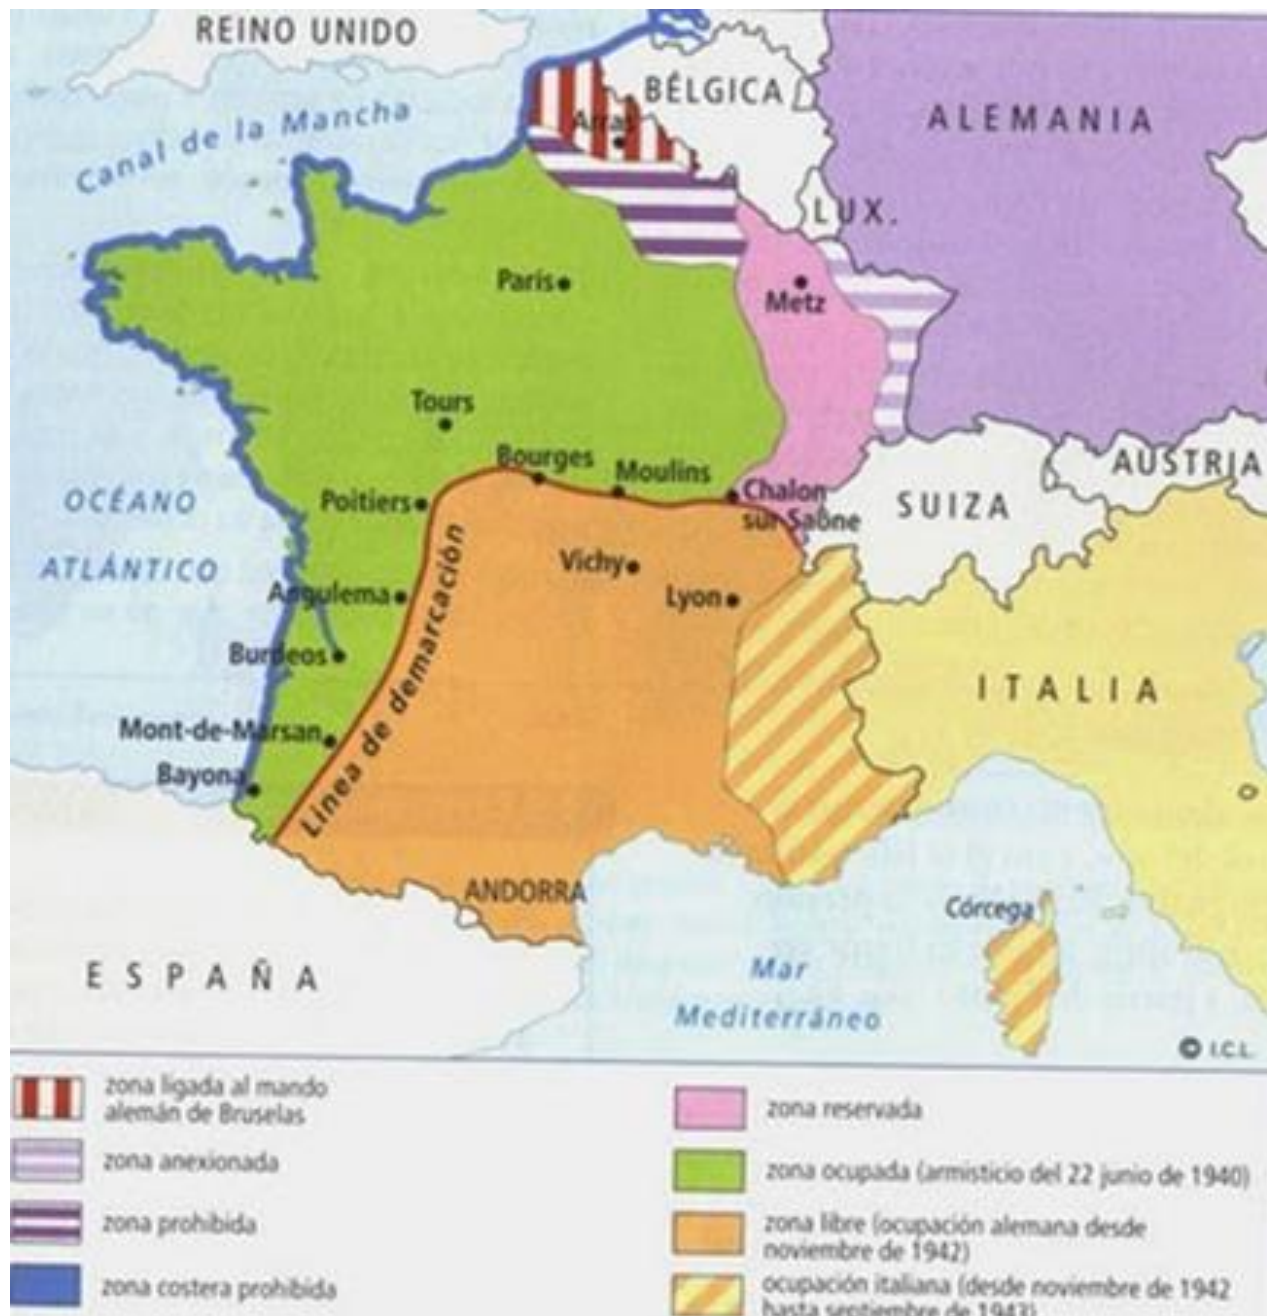 REINO UNIDO
BÉLGICA
ALEMANIA
Canal de la Mancha
Arras
LUX.
París
Metz
Tours
Bourges
Moulins
AUSTRIA
OCÉANO
ATLÁNTICO
Poitiers
Chalon
sur Saône
SUIZA
Vichy
Angulema
Lyon
Línea de demarcación
Burdeos
ITALIA
Mont-de-Marsan
Bayona
ANDORRA
Córcega
ESPAÑA
Mar
Mediterráneo
I.C.L.
zona ligada al mando
alemán de Bruselas
zona anexionada
zona prohibida
zona costera prohibida
zona reservada
zona ocupada (armisticio del 22 junio de 1940)
zona libre (ocupación alemana desde
noviembre de 1942)
ocupación italiana (desde noviembre de 1942
hasta septiembre de 1943)